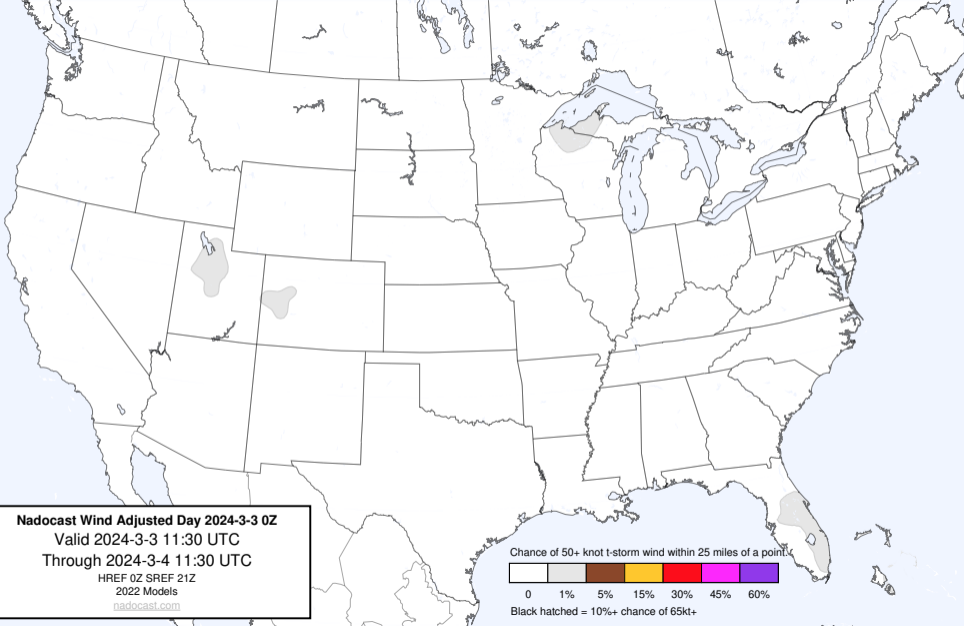 Nadocast Wind Adjusted Day 2024-3-3 0Z
Valid 2024-3-3 11:30 UTC
Through 2024-3-4 11:30 UTC
HREF 0Z SREF 21Z
2022 Models
nadocast.com
Chance of 50+ knot t-storm wind within 25 miles of a point.
0 1% 5% 15% 30% 45% 60%
Black hatched = 10%+ chance of 65kt+